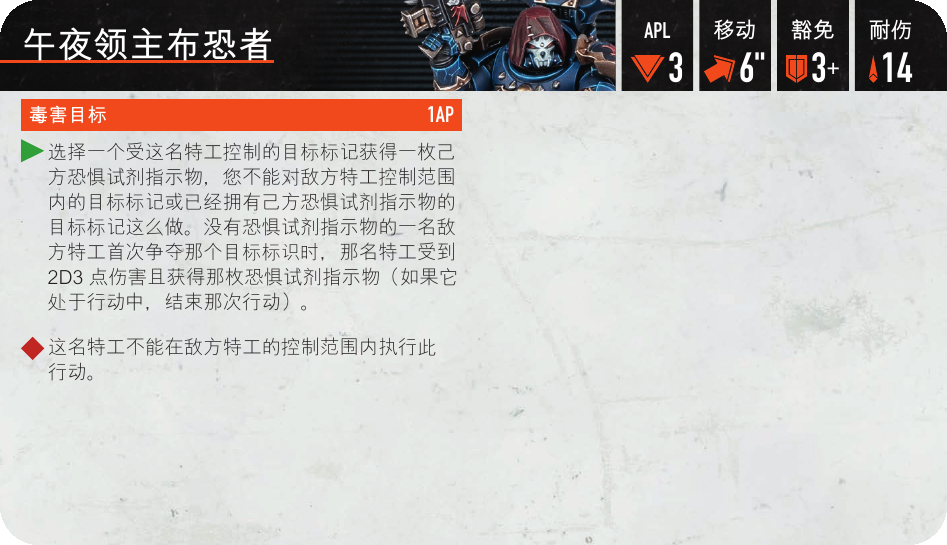 午夜领主布恐者
APL
3
移动
6"
豁免
3+
耐伤
14
毒害目标 1AP
选择一个受这名特工控制的目标标记获得一枚己
方恐惧试剂指示物，您不能对敌方特工控制范围
内的目标标记或已经拥有己方恐惧试剂指示物的
目标标记这么做。没有恐惧试剂指示物的一名敌
方特工首次争夺那个目标标识时，那名特工受到
2D3 点伤害且获得那枚恐惧试剂指示物（如果它
处于行动中，结束那次行动）。
这名特工不能在敌方特工的控制范围内执行此
行动。